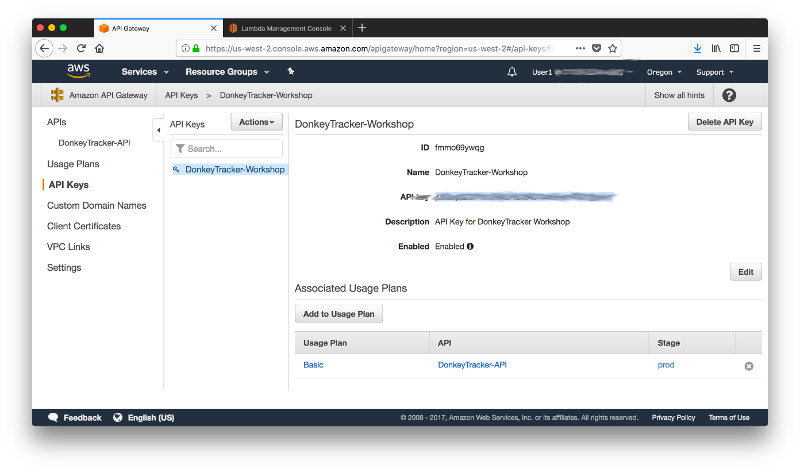 API Gateway
Lambda Management Console
https://us-west-2.console.aws.amazon.com/apigateway/home?region=us-west-2#/api-keys/
aws Services Resource Groups User1 Oregon Support
Amazon API Gateway API Keys > DonkeyTracker-Workshop Show all hints ?
APIs
DonkeyTracker-API
Usage Plans
API Keys
Custom Domain Names
Client Certificates
VPC Links
Settings
API Keys Actions
Search...
DonkeyTracker-Workshop
DonkeyTracker-Workshop Delete API Key
ID fmmo69ywqg
Name DonkeyTracker-Workshop
API
Description API Key for DonkeyTracker Workshop
Enabled Enabled
Edit
Associated Usage Plans
Add to Usage Plan
Usage Plan API Stage
Basic DonkeyTracker-API prod
Feedback English (US) © 2008 - 2017, Amazon Web Services, Inc. or its affiliates. All rights reserved. Privacy Policy Terms of Use